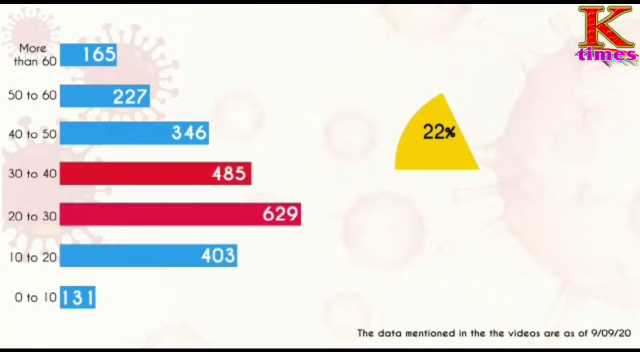 K
times
More
than 60
165
50 to 60
227
40 to 50
346
30 to 40
485
20 to 30
629
10 to 20
403
0 to 10
131
22%
The data mentioned in the the videos are as of 9/09/20